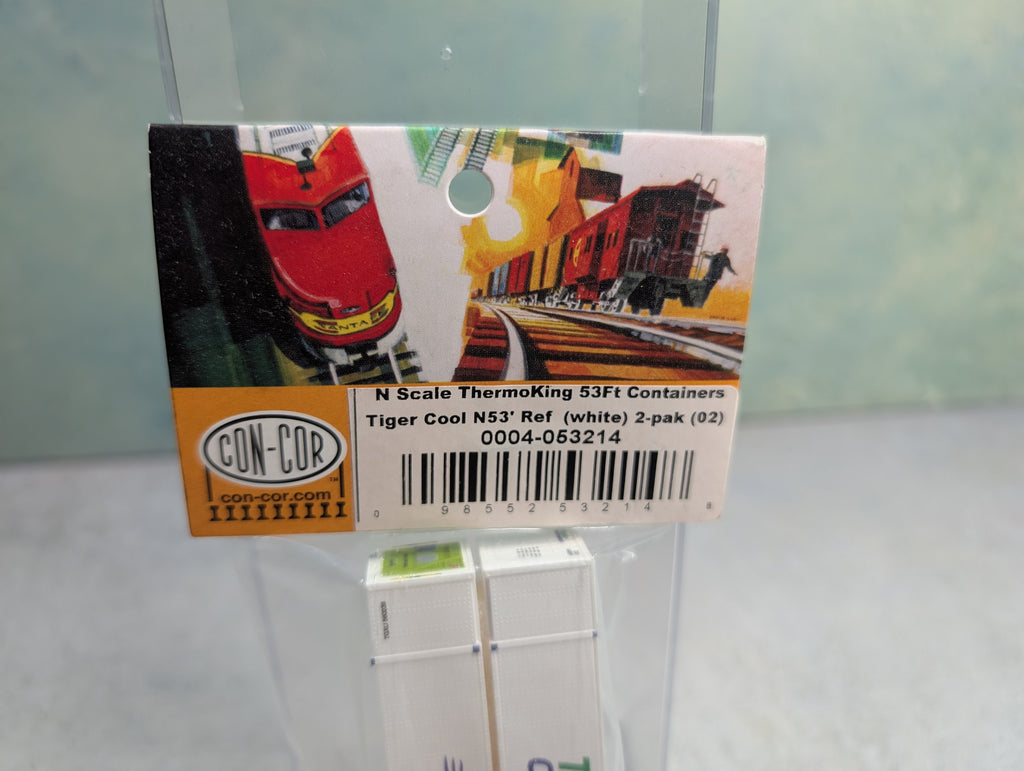 SANTA FE
N Scale ThermoKing 53Ft Containers
Tiger Cool N53' Ref (white) 2-pak (02)
0004-053214
CON-COR
TM
con-cor.com
0 98552 53214 8